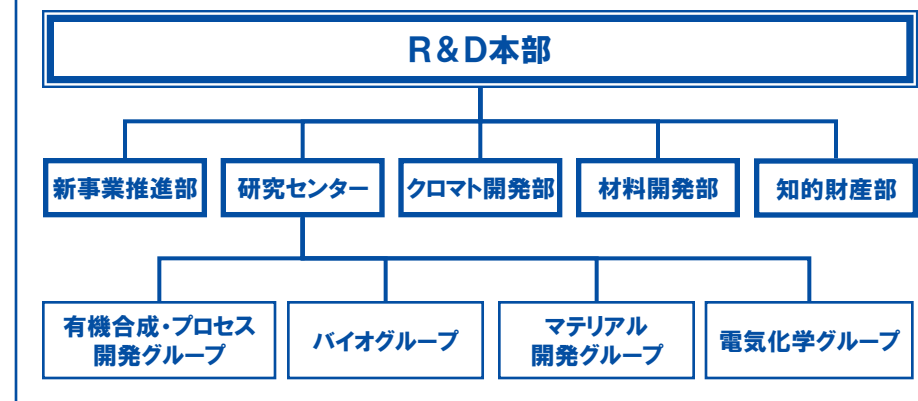 R&D本部
新事業推進部
研究センター
クロマト開発部
材料開発部
知的財産部
有機合成・プロセス
開発グループ
バイオグループ
マテリアル
開発グループ
電気化学グループ